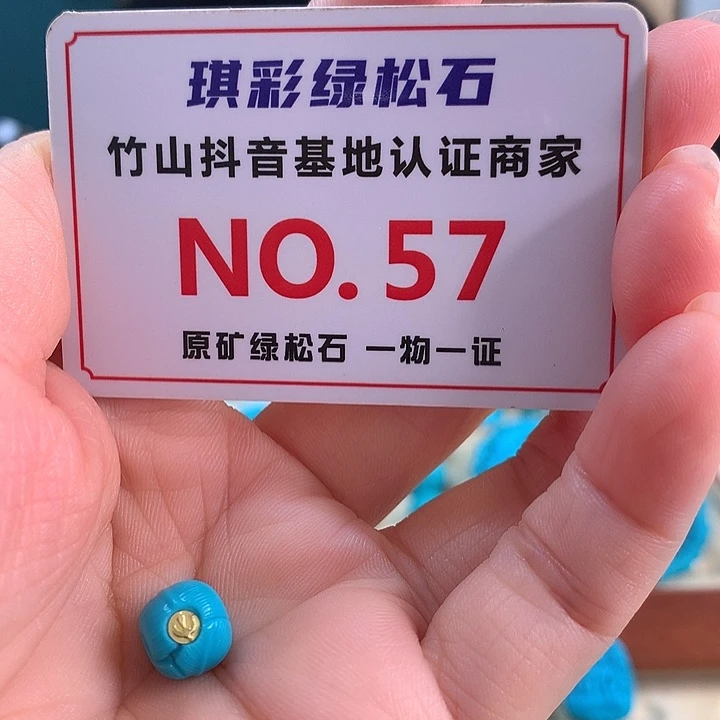 琪彩绿松石
竹山抖音基地认证商家
NO.57
原矿绿松石 一物一证